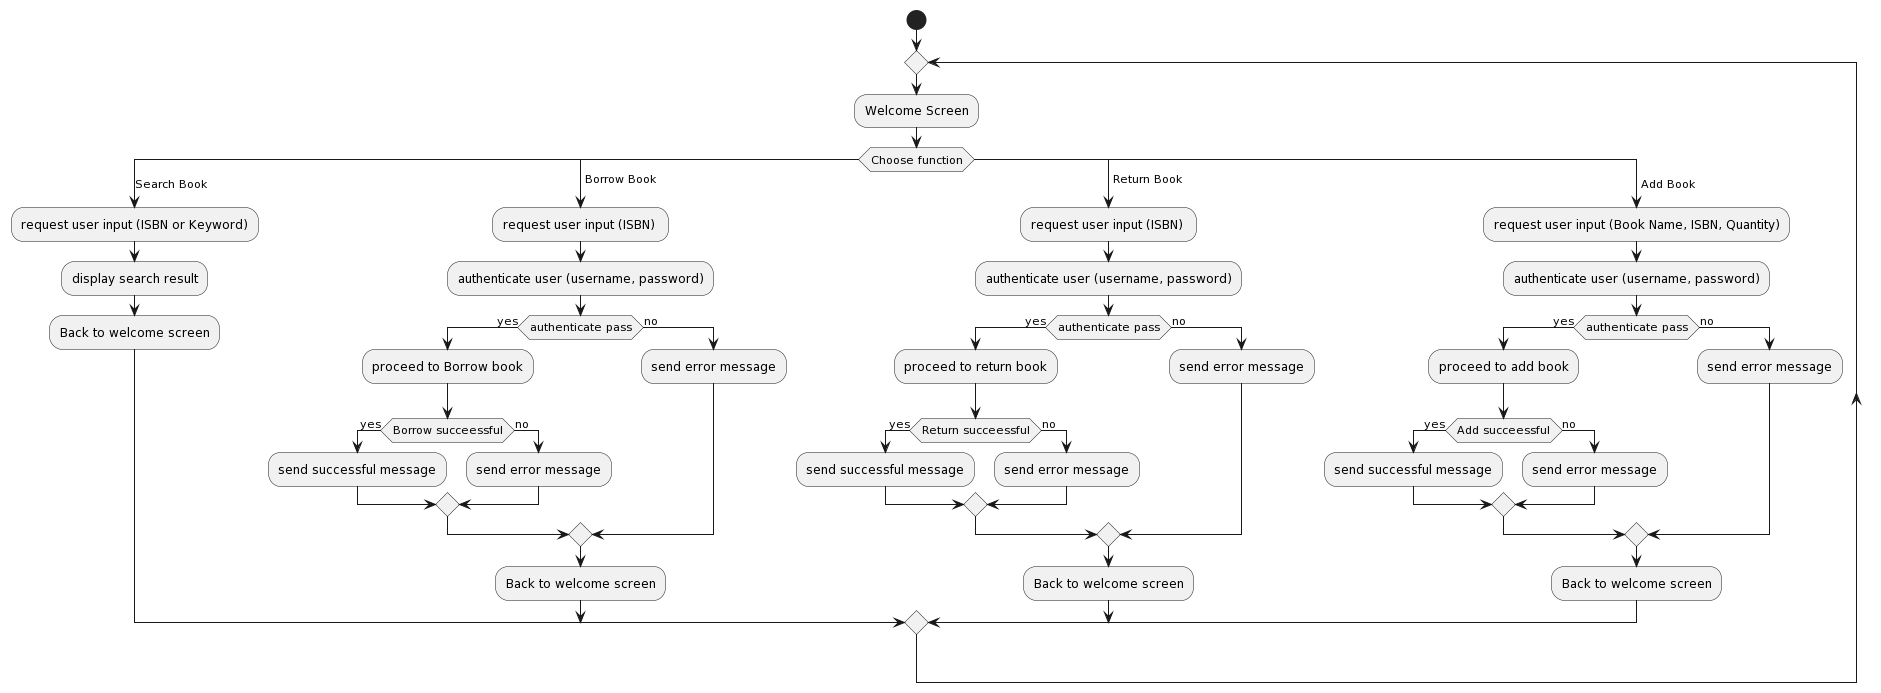 Welcome Screen
Choose function
Search Book
Borrow Book
Return Book
Add Book
request user input (ISBN or Keyword)
request user input (ISBN)
request user input (ISBN)
request user input (Book Name, ISBN, Quantity)
display search result
authenticate user (username, password)
authenticate user (username, password)
authenticate user (username, password)
Back to welcome screen
yes
authenticate pass
no
yes
authenticate pass
no
yes
authenticate pass
no
proceed to Borrow book
send error message
proceed to return book
send error message
proceed to add book
send error message
yes
Borrow succeessful
no
yes
Return succeessful
no
yes
Add succeessful
no
send successful message
send error message
send successful message
send error message
send successful message
send error message
Back to welcome screen
Back to welcome screen
Back to welcome screen